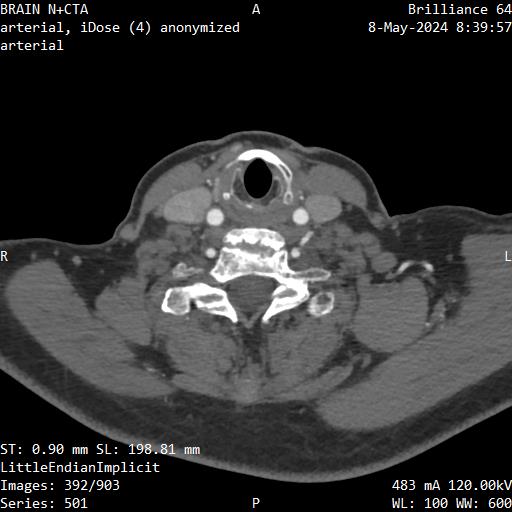 BRAIN N+CTA
A
Brilliance 64
arterial, iDose (4) anonymized
8-May-2024 8:39:57
arterial
R
L
ST: 0.90 mm SL: 198.81 mm
LittleEndianImplicit
Images: 392/903
483 mA 120.00kV
Series: 501
P
WL: 100 WW: 600